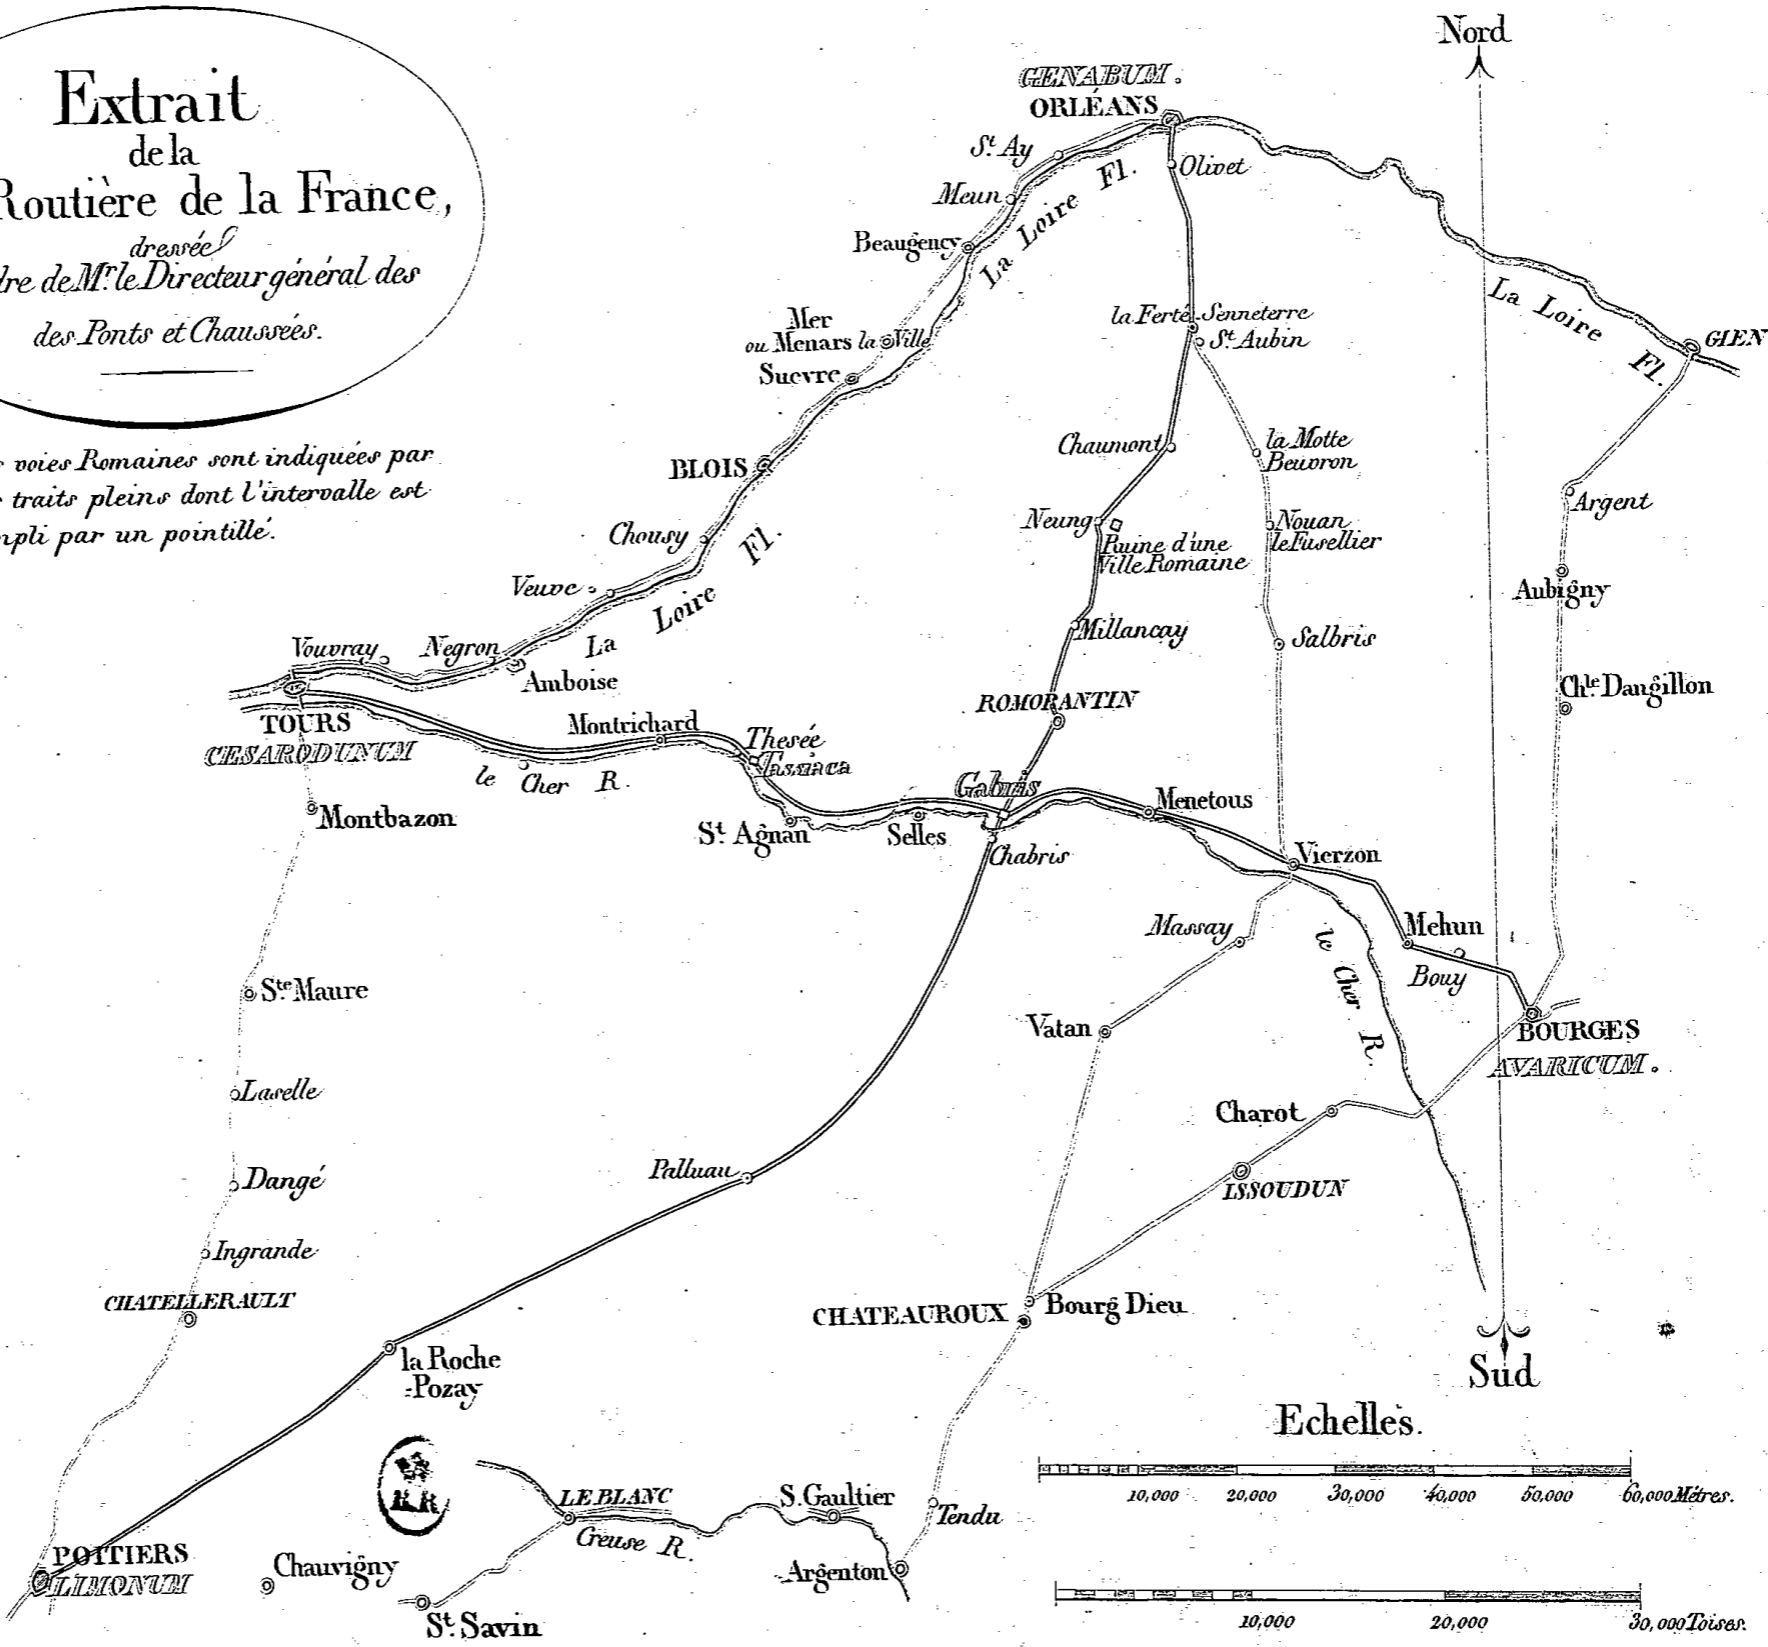 Extrait
de la
Routière de la France,
dressée
dre de Mr. le Directeur général des
des Ponts et Chaussées.
s voies Romaines sont indiquées par
s traits pleins dont l'intervalle est
mpli par un pointillé.
Nord
GENABUM.
ORLÉANS
St. Ay
Olivet
Meun
La Loire Fl.
Beaugency
la Ferté-Senneterre
St. Aubin
La Loire Fl.
GIEN
Mer
ou Menars la Ville
Suevre
Chaumont
la Motte
Beuvron
BLOIS
Argent
Neung
Ruine d'une
Ville Romaine
Nouan
le Fusellier
Chousy
Aubigny
Veuve
La Loire Fl.
Millancay
Salbris
Vouvray
Negron
Amboise
Chle. Dangillon
ROMORANTIN
TOURS
CESARODUNUM
Montrichard
Thesée
Tassiaca
le Cher R.
Gabris
Menetous
Montbazon
St. Agnan
Selles
Chabris
Vierzon
Massay
Mehun
le Cher R.
Bouy
Ste. Maure
Vatan
BOURGES
AVARICUM.
Laselle
Charot
Palluau
Dangé
ISSOUDUN
Ingrande
CHATELLERAULT
CHATEAUROUX
Bourg Dieu
la Roche
-Pozay
Sud
Echelles.
10,000 20,000 30,000 40,000 50,000 60,000 Métres.
LE BLANC
S. Gaultier
Tendu
Creuse R.
POITIERS
LIMONUM
Chauvigny
Argenton
St. Savin
10,000 20,000 30,000 Toises.